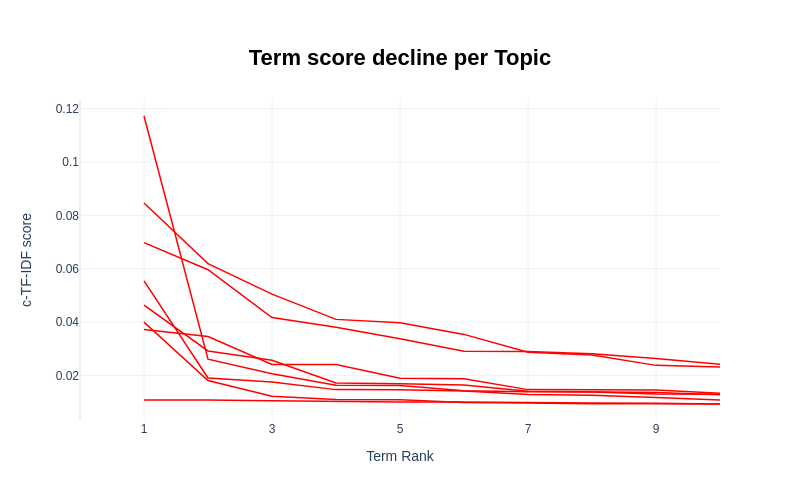 Term score decline per Topic
0.12
0.1
0.08
0.06
0.04
0.02
c-TF-IDF score
1 3 5 7 9
Term Rank